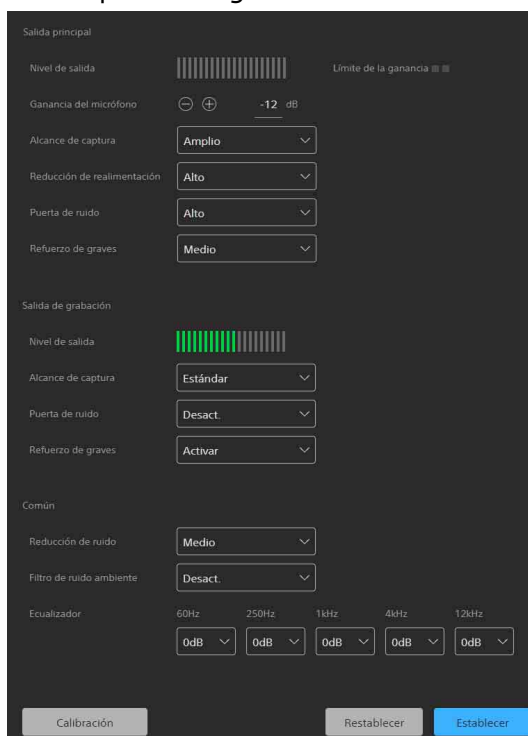 Salida principal
Nivel de salida Límite de la ganancia
Ganancia del micrófono -12 dB
Alcance de captura Amplio
Reducción de realimentación Alto
Puerta de ruido Alto
Refuerzo de graves Medio
Salida de grabación
Nivel de salida
Alcance de captura Estándar
Puerta de ruido Desact.
Refuerzo de graves Activar
Común
Reducción de ruido Medio
Filtro de ruido ambiente Desact.
Ecualizador 60Hz 250Hz 1kHz 4kHz 12kHz
0dB 0dB 0dB 0dB 0dB
Calibración Restablecer Establecer